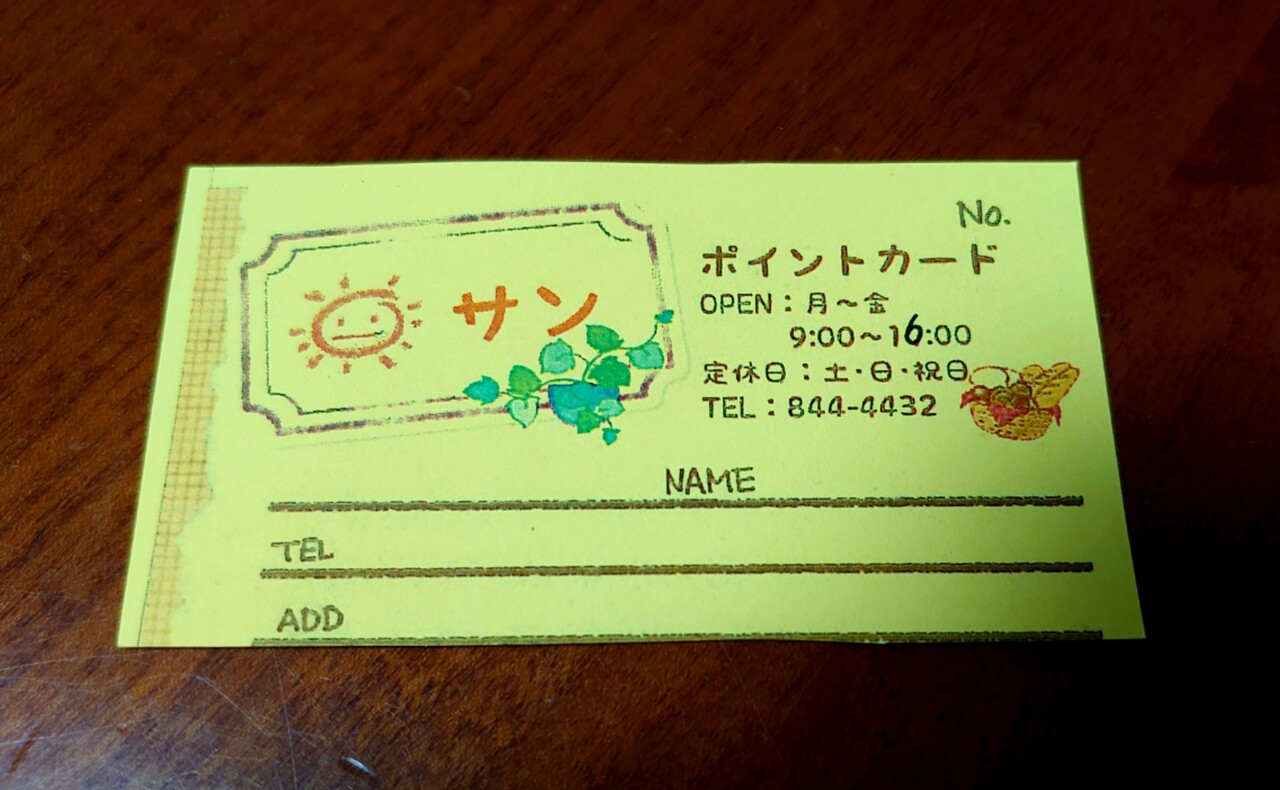 サン
No.
ポイントカード
OPEN：月～金
9:00～16:00
定休日：土・日・祝日
TEL：844-4432
NAME
TEL
ADD